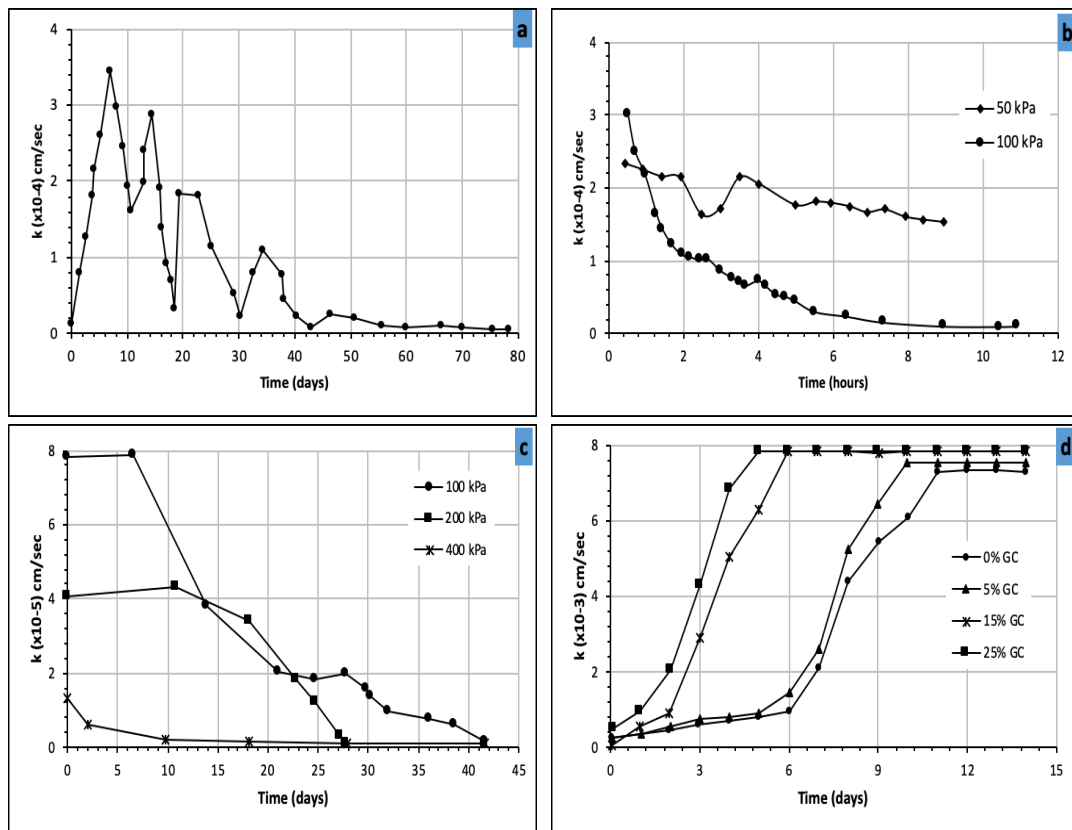 a
k (x10-4) cm/sec
4
3
2
1
0
0 10 20 30 40 50 60 70 80
Time (days)
b
k (x10-4) cm/sec
4
3
2
1
0
50 kPa
100 kPa
0 2 4 6 8 10 12
Time (hours)
c
k (x10-5) cm/sec
8
6
4
2
0
100 kPa
200 kPa
400 kPa
0 5 10 15 20 25 30 35 40 45
Time (days)
d
k (x10-3) cm/sec
8
6
4
2
0
0% GC
5% GC
15% GC
25% GC
0 3 6 9 12 15
Time (days)